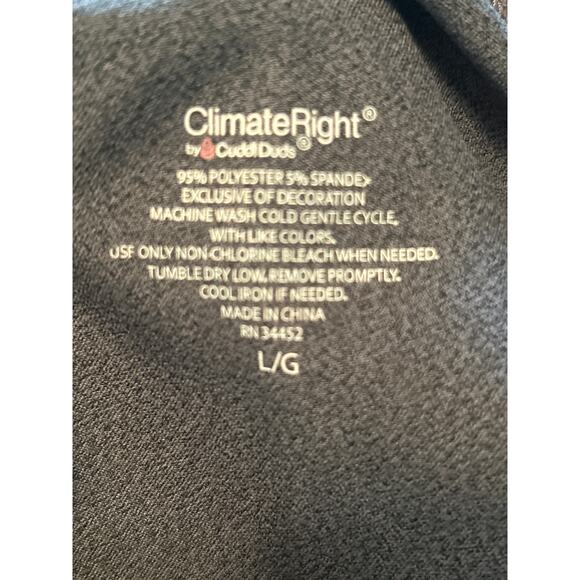 ClimateRight®
by Cuddl Duds®
95% POLYESTER 5% SPANDEX
EXCLUSIVE OF DECORATION
MACHINE WASH COLD GENTLE CYCLE,
WITH LIKE COLORS.
USE ONLY NON-CHLORINE BLEACH WHEN NEEDED.
TUMBLE DRY LOW, REMOVE PROMPTLY.
COOL IRON IF NEEDED.
MADE IN CHINA
RN 34452
L/G